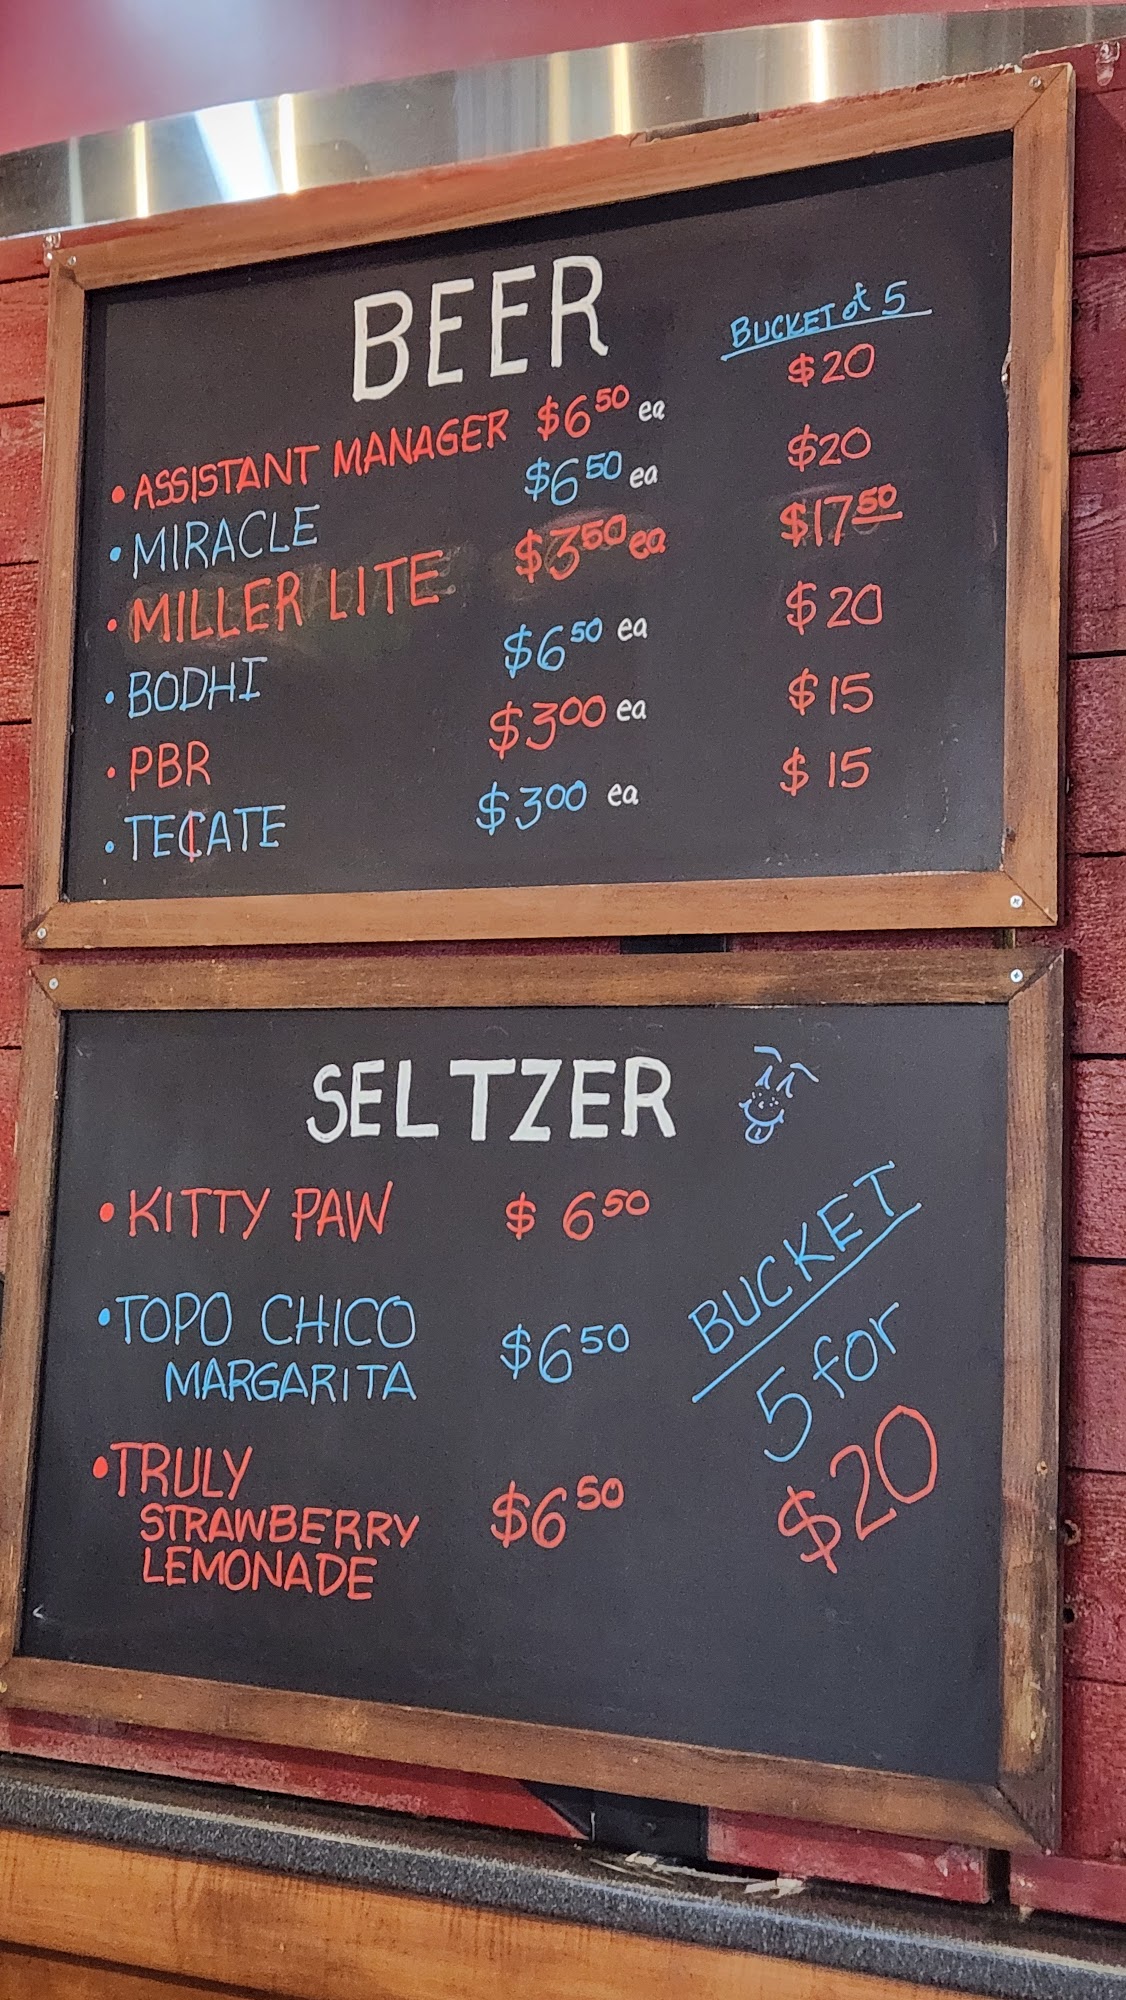 BEER
BUCKET of 5
• ASSISTANT MANAGER $6.50 ea $20
• MIRACLE $6.50 ea $20
• MILLER LITE $3.50 ea $17.50
• BODHI $6.50 ea $20
• PBR $3.00 ea $15
• TECATE $3.00 ea $15
SELTZER
• KITTY PAW $6.50
• TOPO CHICO
MARGARITA $6.50
• TRULY
STRAWBERRY
LEMONADE $6.50
BUCKET
5 for
$20